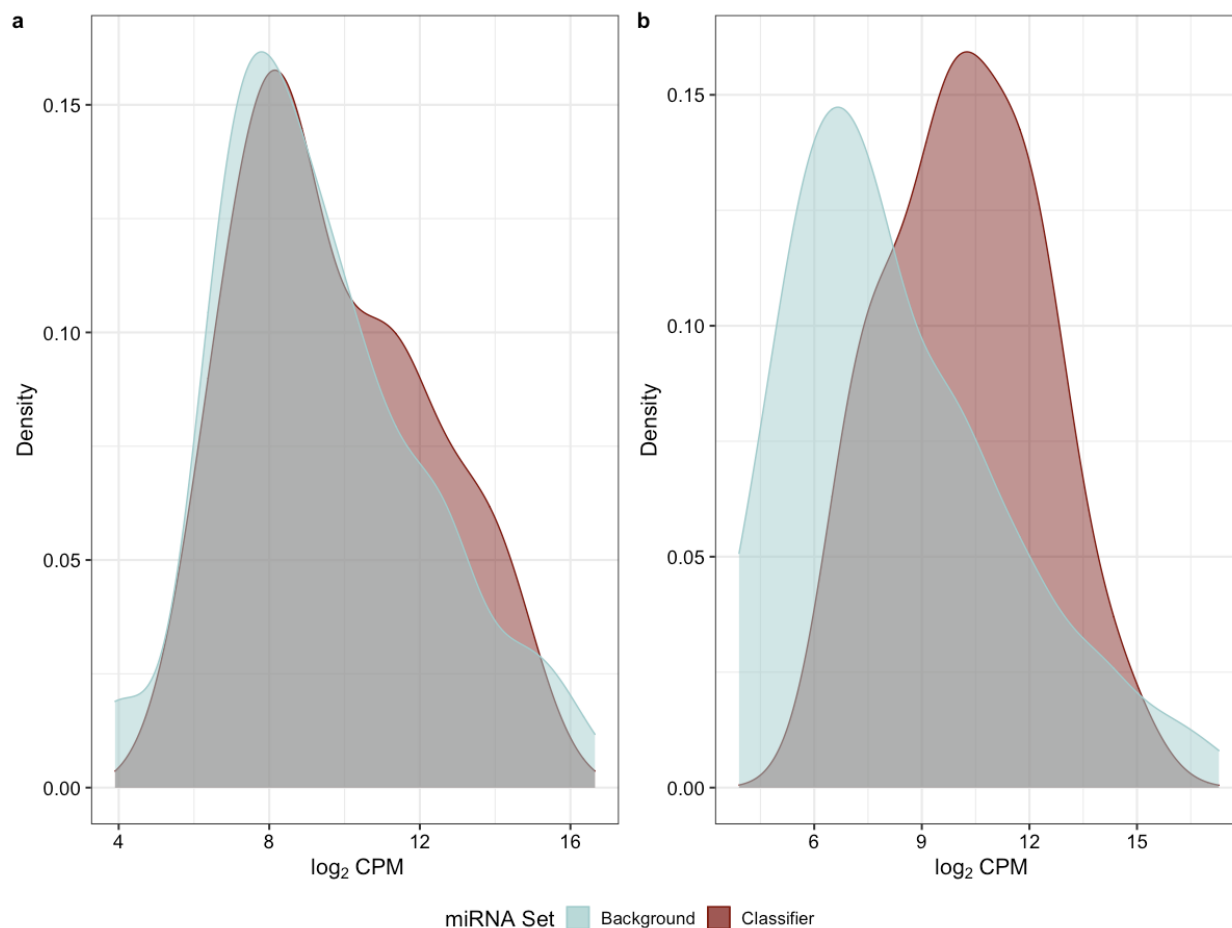 a
0.15
0.10
0.05
0.00
Density
4 8 12 16
log₂ CPM
b
0.15
0.10
0.05
0.00
Density
6 9 12 15
log₂ CPM
miRNA Set Background Classifier